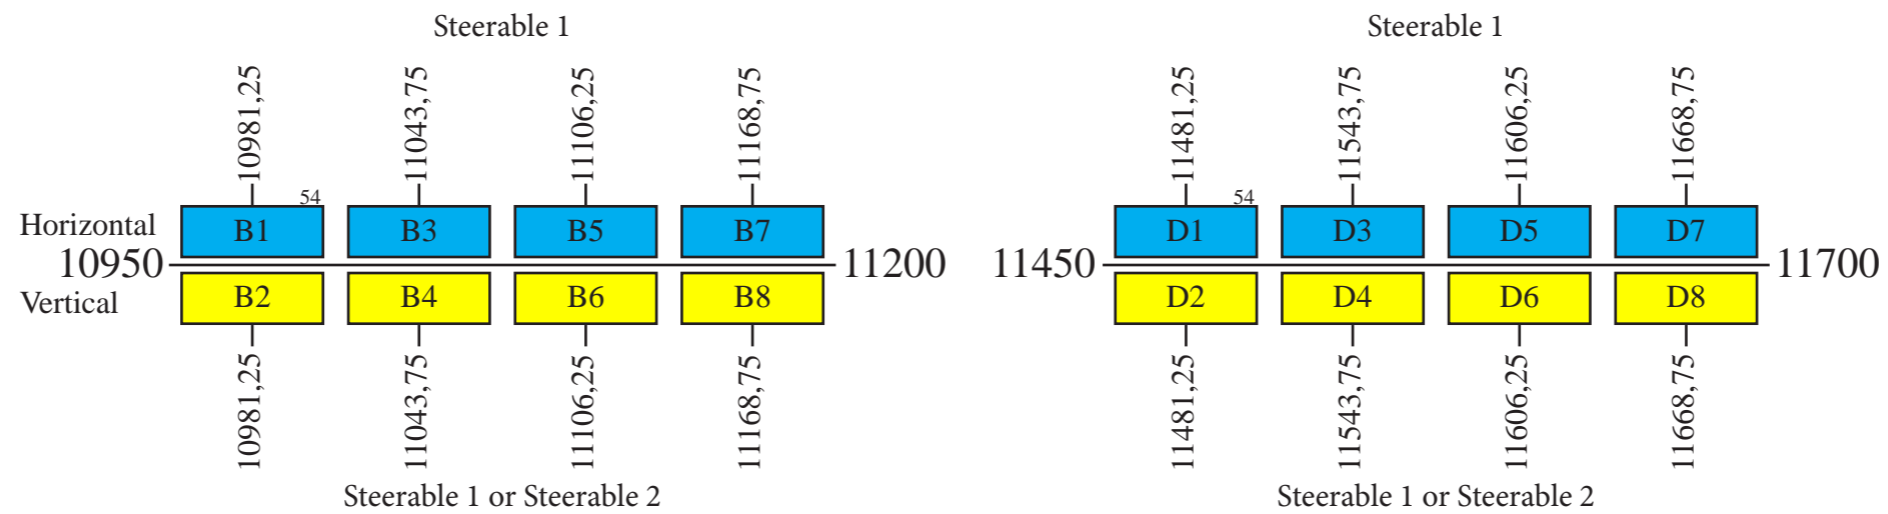 Steerable 1
10981,25 11043,75 11106,25 11168,75
54
Horizontal B1 B3 B5 B7
10950 11200
Vertical B2 B4 B6 B8
10981,25 11043,75 11106,25 11168,75
Steerable 1 or Steerable 2
Steerable 1
11481,25 11543,75 11606,25 11668,75
54
D1 D3 D5 D7
11450 11700
D2 D4 D6 D8
11481,25 11543,75 11606,25 11668,75
Steerable 1 or Steerable 2